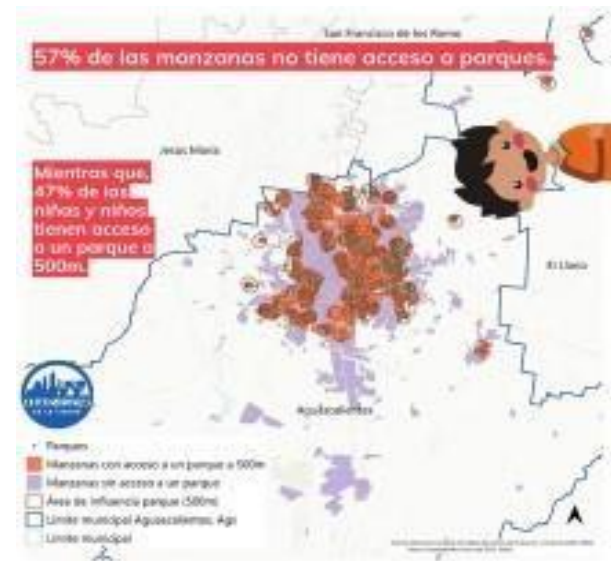 San Francisco de los Romo
57% de las manzanas no tiene acceso a parques.
Jesús María
Mientras que,
47% de las
niñas y niños
tienen acceso
a un parque a
500m.
El Llano
Aguascalientes
Parques
Manzanas con acceso a un parque a 500m
Manzanas sin acceso a un parque
Área de influencia parque (500m)
Límite municipal Aguascalientes, Ags
Límite municipal